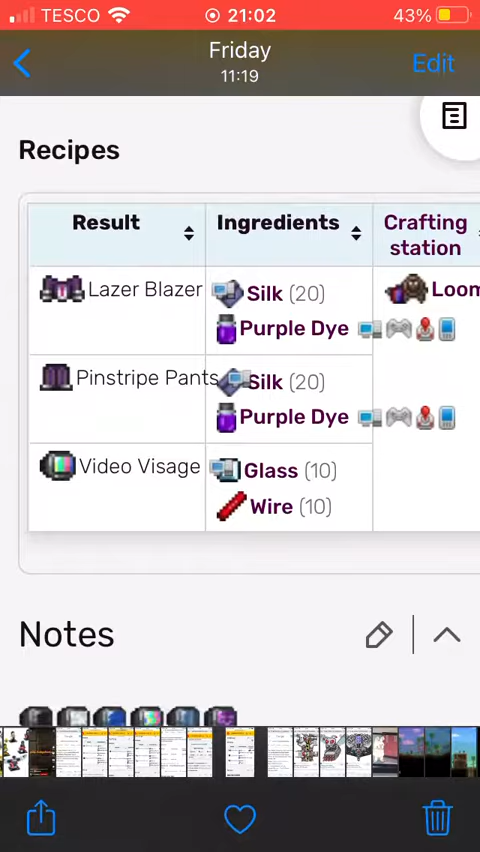 TESCO 21:02 43%
Friday
11:19
Edit
Recipes
Result Ingredients Crafting station
Lazer Blazer Silk (20) Loom
Purple Dye
Pinstripe Pants Silk (20)
Purple Dye
Video Visage Glass (10)
Wire (10)
Notes